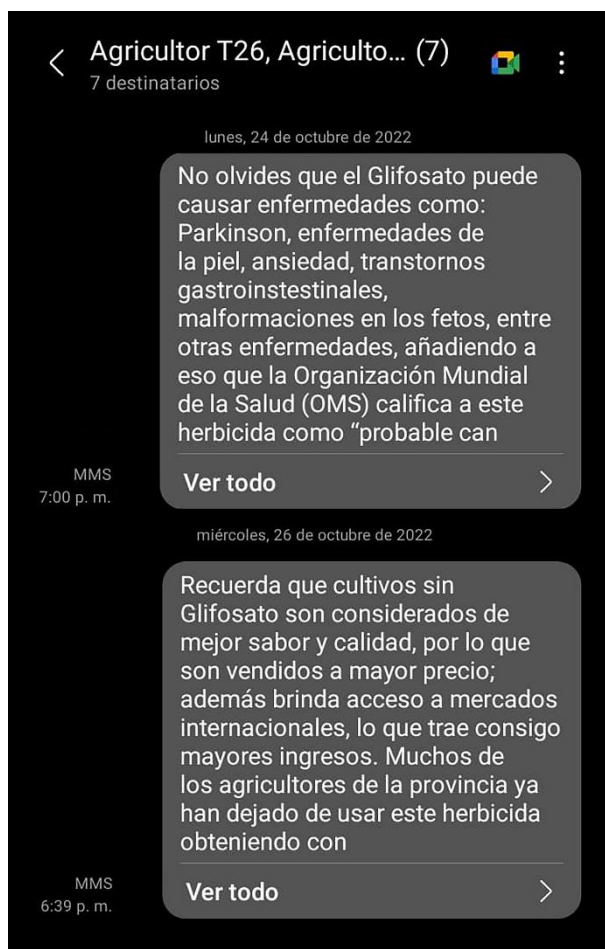 Agricultor T26, Agriculto... (7)
7 destinatarios
lunes, 24 de octubre de 2022
No olvides que el Glifosato puede
causar enfermedades como:
Parkinson, enfermedades de
la piel, ansiedad, transtornos
gastroinstestinales,
malformaciones en los fetos, entre
otras enfermedades, añadiendo a
eso que la Organización Mundial
de la Salud (OMS) califica a este
herbicida como “probable can
MMS
7:00 p. m.
Ver todo
miércoles, 26 de octubre de 2022
Recuerda que cultivos sin
Glifosato son considerados de
mejor sabor y calidad, por lo que
son vendidos a mayor precio;
además brinda acceso a mercados
internacionales, lo que trae consigo
mayores ingresos. Muchos de
los agricultores de la provincia ya
han dejado de usar este herbicida
obteniendo con
MMS
6:39 p. m.
Ver todo